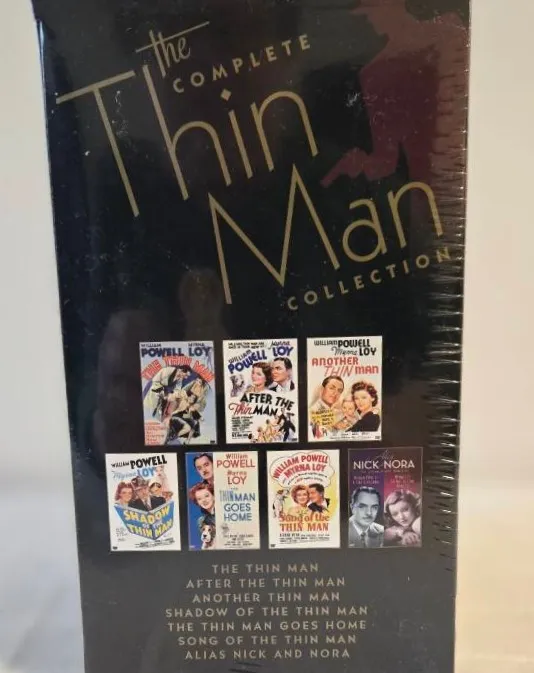 the
COMPLETE
Thin
Man
COLLECTION
WILLIAM MYRNA
POWELL LOY
THE THIN MAN
WILLIAM Myrna
POWELL LOY
AFTER THE
Thin MAN
WILLIAM POWELL
Myrna LOY
ANOTHER
THIN MAN
WILLIAM POWELL
Myrna LOY
SHADOW
OF THE
THIN MAN
William
POWELL
Myrna
LOY
THE
THIN MAN
GOES
HOME
WILLIAM POWELL
MYRNA LOY
Song of the
THIN MAN
Alias
NICK AND NORA
THE THIN MAN
AFTER THE THIN MAN
ANOTHER THIN MAN
SHADOW OF THE THIN MAN
THE THIN MAN GOES HOME
SONG OF THE THIN MAN
ALIAS NICK AND NORA